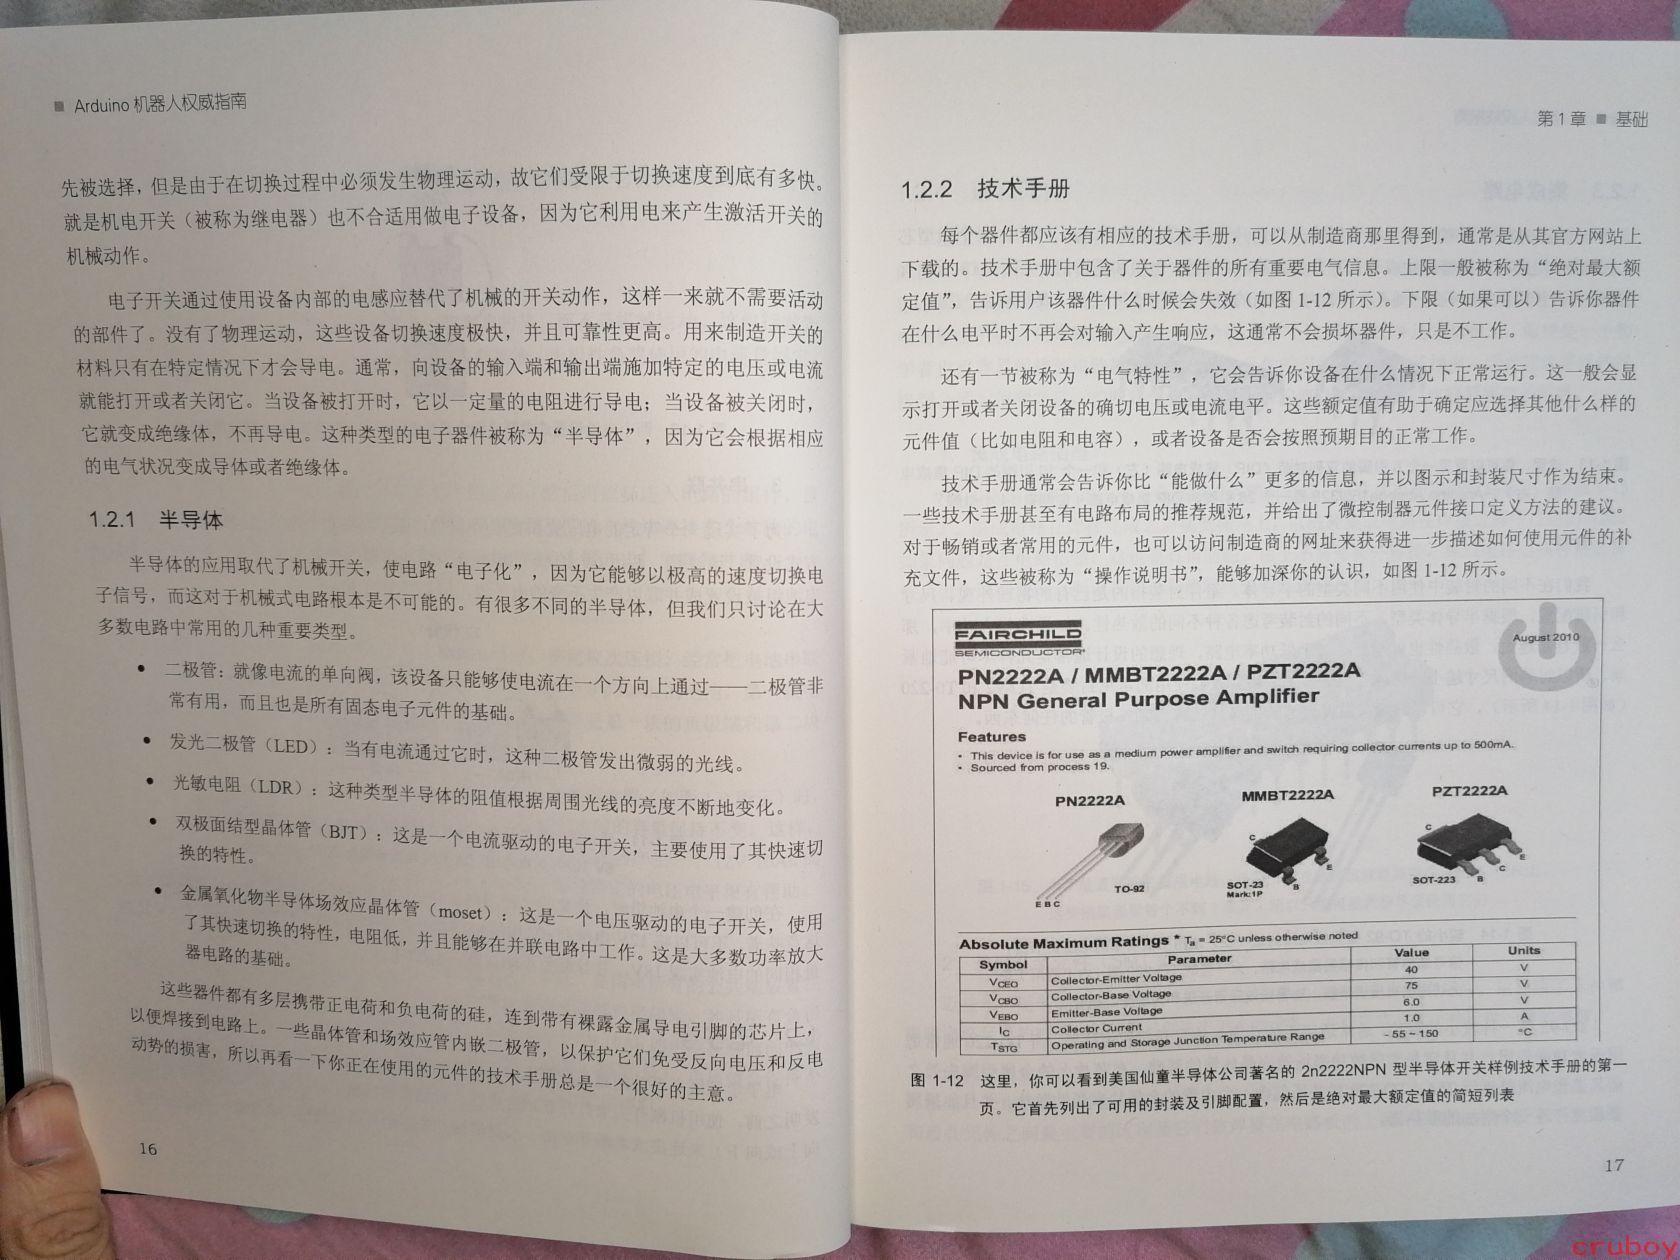 Arduino 机器人权威指南
先被选择，但是由于在切换过程中必须发生物理运动，故它们受限于切换速度到底有多快。
就是机电开关（被称为继电器）也不合适用做电子设备，因为它利用电来产生激活开关的
机械动作。
电子开关通过使用设备内部的电感应替代了机械的开关动作，这样一来就不需要活动
的部件了。没有了物理运动，这些设备切换速度极快，并且可靠性更高。用来制造开关的
材料只有在特定情况下才会导电。通常，向设备的输入端和输出端施加特定的电压或电流
就能打开或者关闭它。当设备被打开时，它以一定量的电阻进行导电；当设备被关闭时，
它就变成绝缘体，不再导电。这种类型的电子器件被称为“半导体”，因为它会根据相应
的电气状况变成导体或者绝缘体。
1.2.1 半导体
半导体的应用取代了机械开关，使电路“电子化”，因为它能够以极高的速度切换电
子信号，而这对于机械式电路根本是不可能的。有很多不同的半导体，但我们只讨论在大
多数电路中常用的几种重要类型。
• 二极管：就像电流的单向阀，该设备只能够使电流在一个方向上通过——二极管非
常有用，而且也是所有固态电子元件的基础。
• 发光二极管（LED）：当有电流通过它时，这种二极管发出微弱的光线。
• 光敏电阻（LDR）：这种类型半导体的阻值根据周围光线的亮度不断地变化。
• 双极面结型晶体管（BJT）：这是一个电流驱动的电子开关，主要使用了其快速切
换的特性。
• 金属氧化物半导体场效应晶体管（moset）：这是一个电压驱动的电子开关，使用
了其快速切换的特性，电阻低，并且能够在并联电路中工作。这是大多数功率放大
器电路的基础。
这些器件都有多层携带正电荷和负电荷的硅，连到带有裸露金属导电引脚的芯片上，
以便焊接到电路上。一些晶体管和场效应管内嵌二极管，以保护它们免受反向电压和反电
动势的损害，所以再看一下你正在使用的元件的技术手册总是一个很好的主意。
16
第 1 章 ■ 基础
1.2.2 技术手册
每个器件都应该有相应的技术手册，可以从制造商那里得到，通常是从其官方网站上
下载的。技术手册中包含了关于器件的所有重要电气信息。上限一般被称为“绝对最大额
定值”，告诉用户该器件什么时候会失效（如图 1-12 所示）。下限（如果可以）告诉你器件
在什么电平时不再会对输入产生响应，这通常不会损坏器件，只是不工作。
还有一节被称为“电气特性”，它会告诉你设备在什么情况下正常运行。这一般会显
示打开或者关闭设备的确切电压或电流电平。这些额定值有助于确定应选择其他什么样的
元件值（比如电阻和电容），或者设备是否会按照预期目的正常工作。
技术手册通常会告诉你比“能做什么”更多的信息，并以图示和封装尺寸作为结束。
一些技术手册甚至有电路布局的推荐规范，并给出了微控制器元件接口定义方法的建议。
对于畅销或者常用的元件，也可以访问制造商的网址来获得进一步描述如何使用元件的补
充文件，这些被称为“操作说明书”，能够加深你的认识，如图 1-12 所示。
FAIRCHILD
SEMICONDUCTOR
August 2010
PN2222A / MMBT2222A / PZT2222A
NPN General Purpose Amplifier
Features
• This device is for use as a medium power amplifier and switch requiring collector currents up to 500mA.
• Sourced from process 19.
PN2222A MMBT2222A PZT2222A
E B C TO-92
C E B SOT-23 Mark:1P
C E C B SOT-223
Absolute Maximum Ratings * Ta = 25°C unless otherwise noted
Symbol Parameter Value Units
VCEO Collector-Emitter Voltage 40 V
VCBO Collector-Base Voltage 75 V
VEBO Emitter-Base Voltage 6.0 V
IC Collector Current 1.0 A
TSTG Operating and Storage Junction Temperature Range - 55 ~ 150 °C
图 1-12 这里，你可以看到美国仙童半导体公司著名的 2n2222NPN 型半导体开关样例技术手册的第一
页。它首先列出了可用的封装及引脚配置，然后是绝对最大额定值的简短列表
17
cruboy